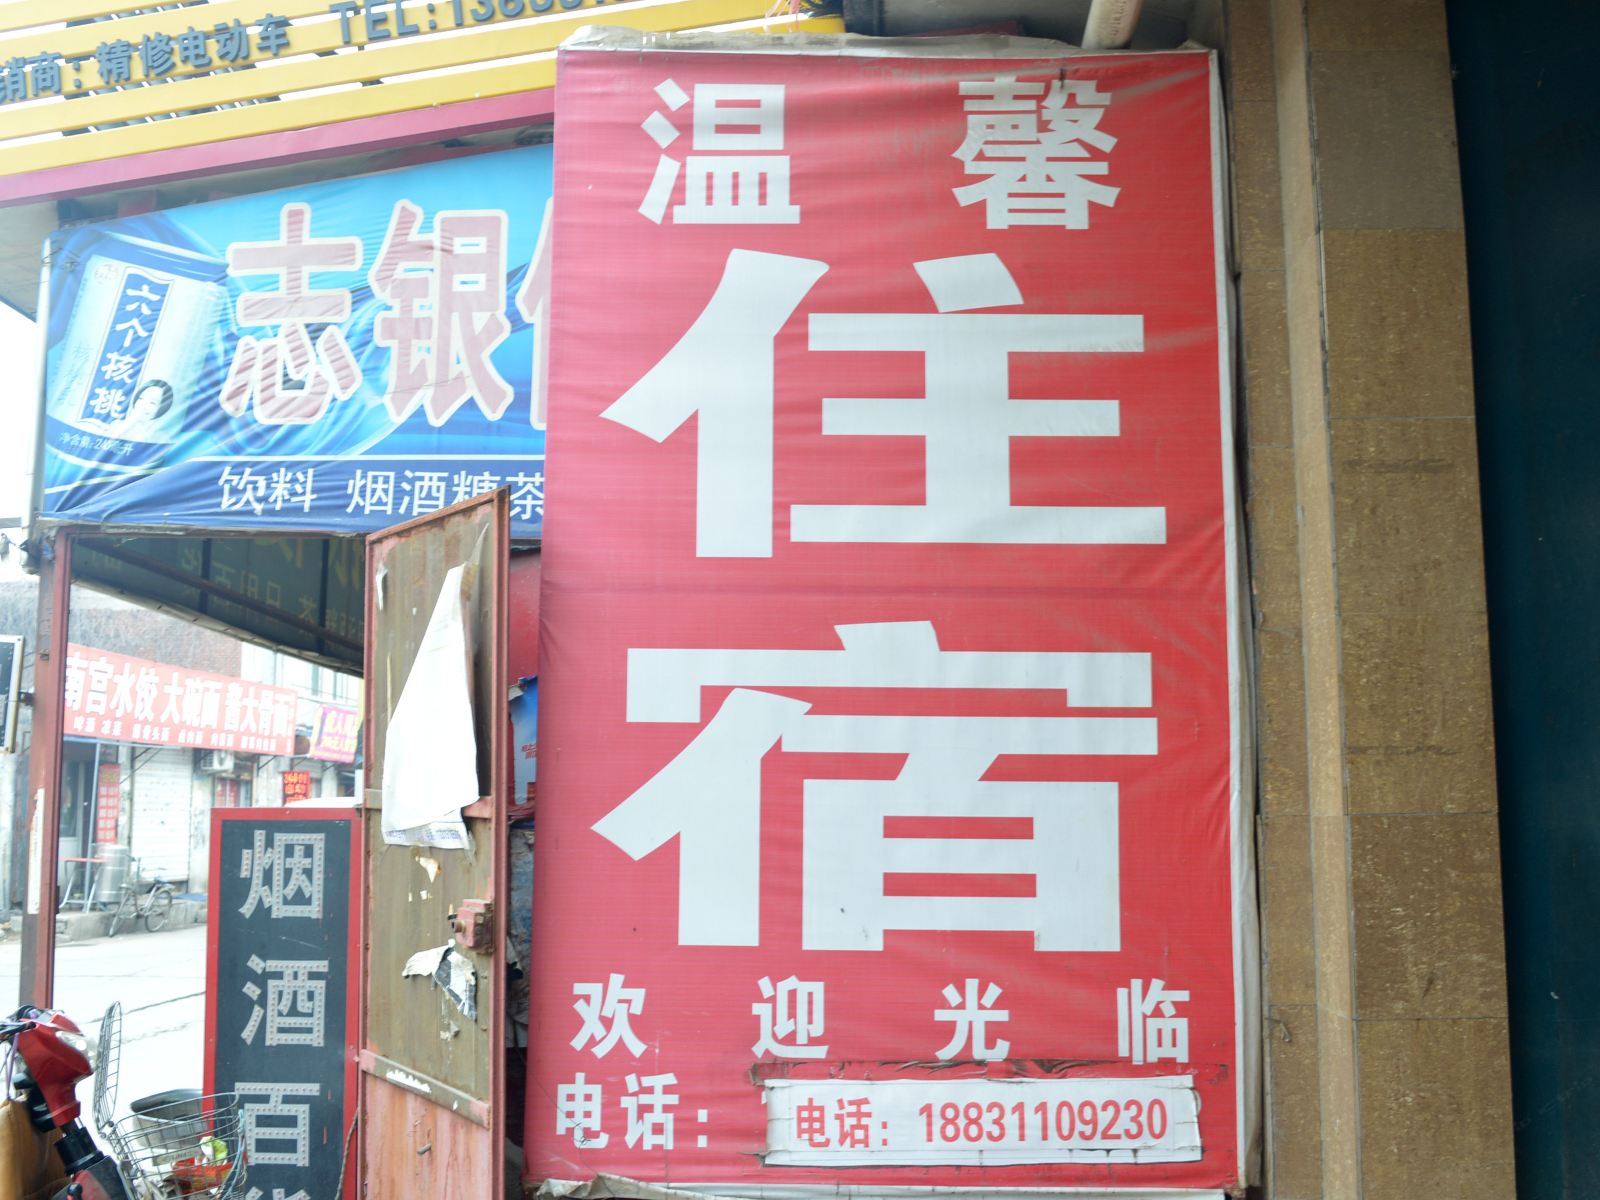 销商：精修电动车
志银
六个核桃
饮料 烟酒糖茶
温馨
住
宿
欢迎光临
电话：
电话：18831109230
南宫水饺 大碗面 酱大骨面
烟
酒
百